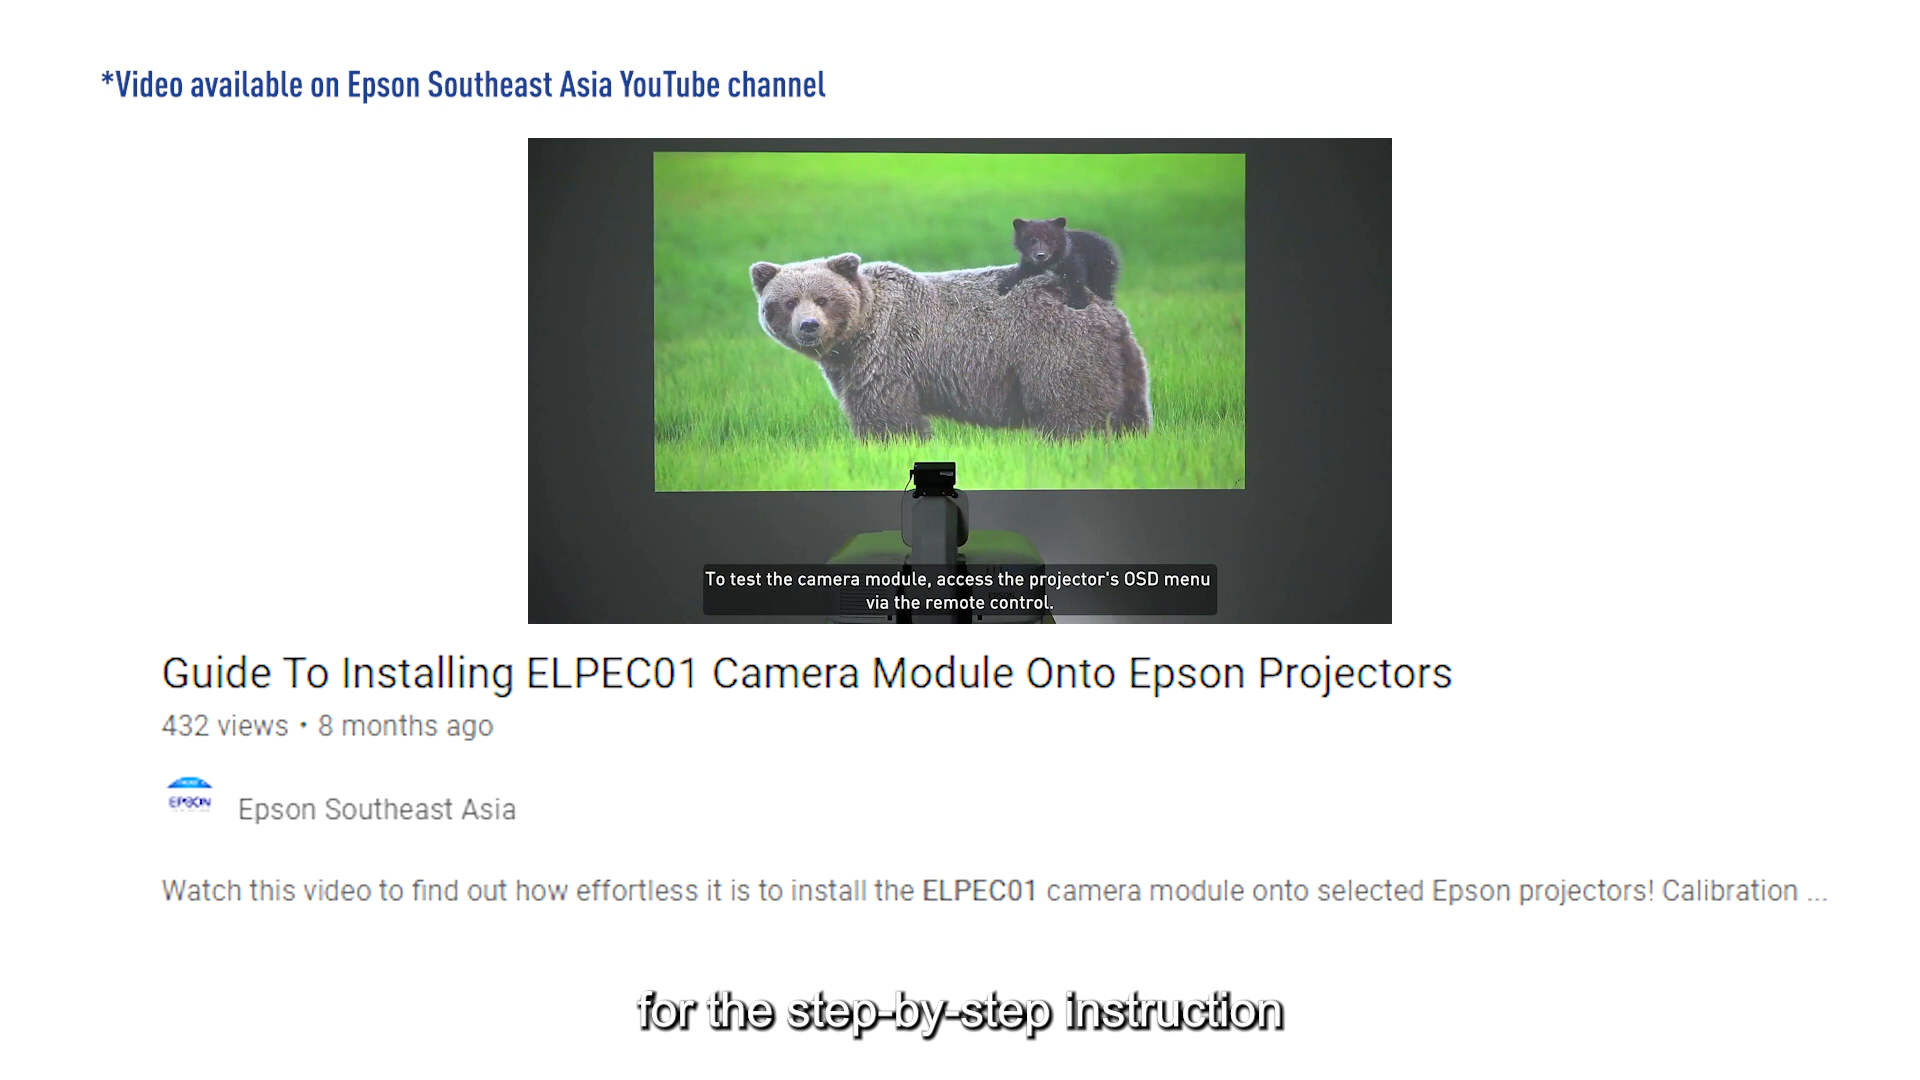 *Video available on Epson Southeast Asia YouTube channel
To test the camera module, access the projector's OSD menu
via the remote control.
Guide To Installing ELPEC01 Camera Module Onto Epson Projectors
432 views • 8 months ago
EPSON
Epson Southeast Asia
Watch this video to find out how effortless it is to install the ELPEC01 camera module onto selected Epson projectors! Calibration ...
for the step-by-step instruction